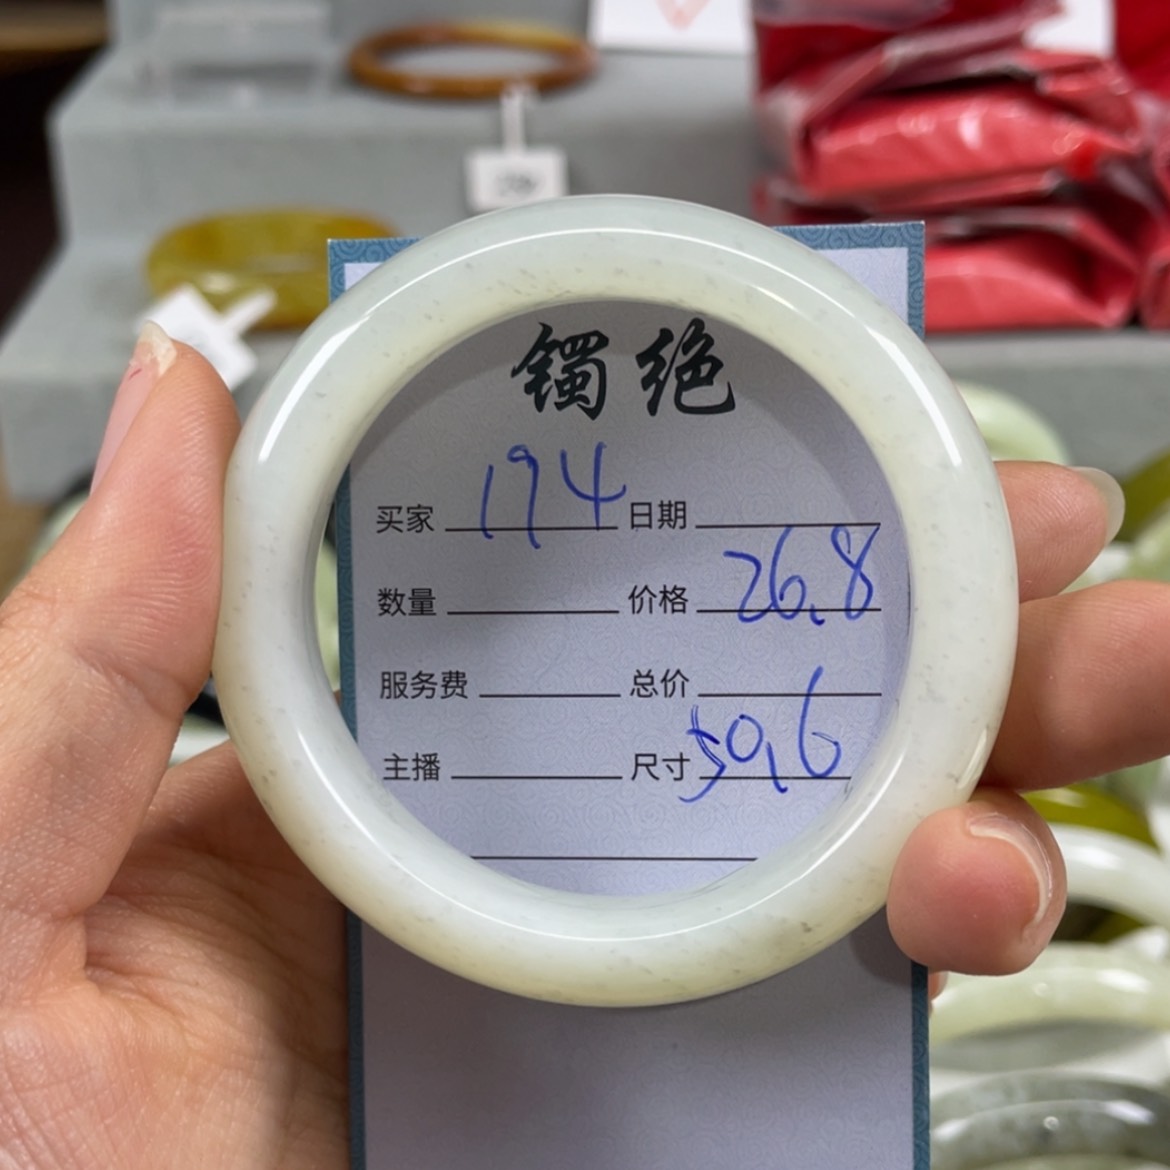 镯绝
买家 194 日期
数量 价格 26.8
服务费 总价
主播 尺寸 50.6